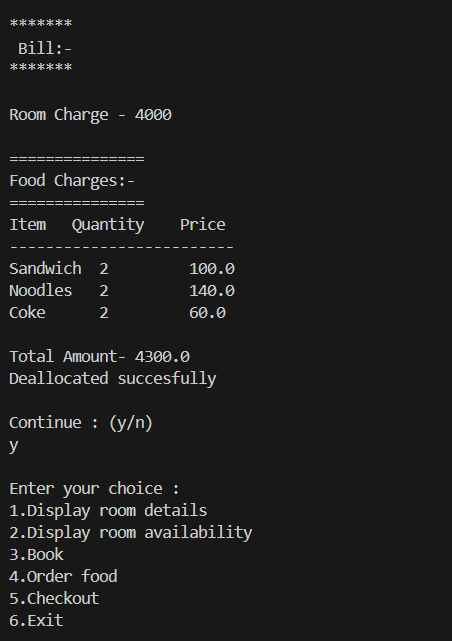 *******
 Bill:-
*******
Room Charge - 4000
===============
Food Charges:-
===============
Item   Quantity    Price
-------------------------
Sandwich  2         100.0
Noodles   2         140.0
Coke      2         60.0
Total Amount- 4300.0
Deallocated succesfully
Continue : (y/n)
y
Enter your choice :
1.Display room details
2.Display room availability
3.Book
4.Order food
5.Checkout
6.Exit